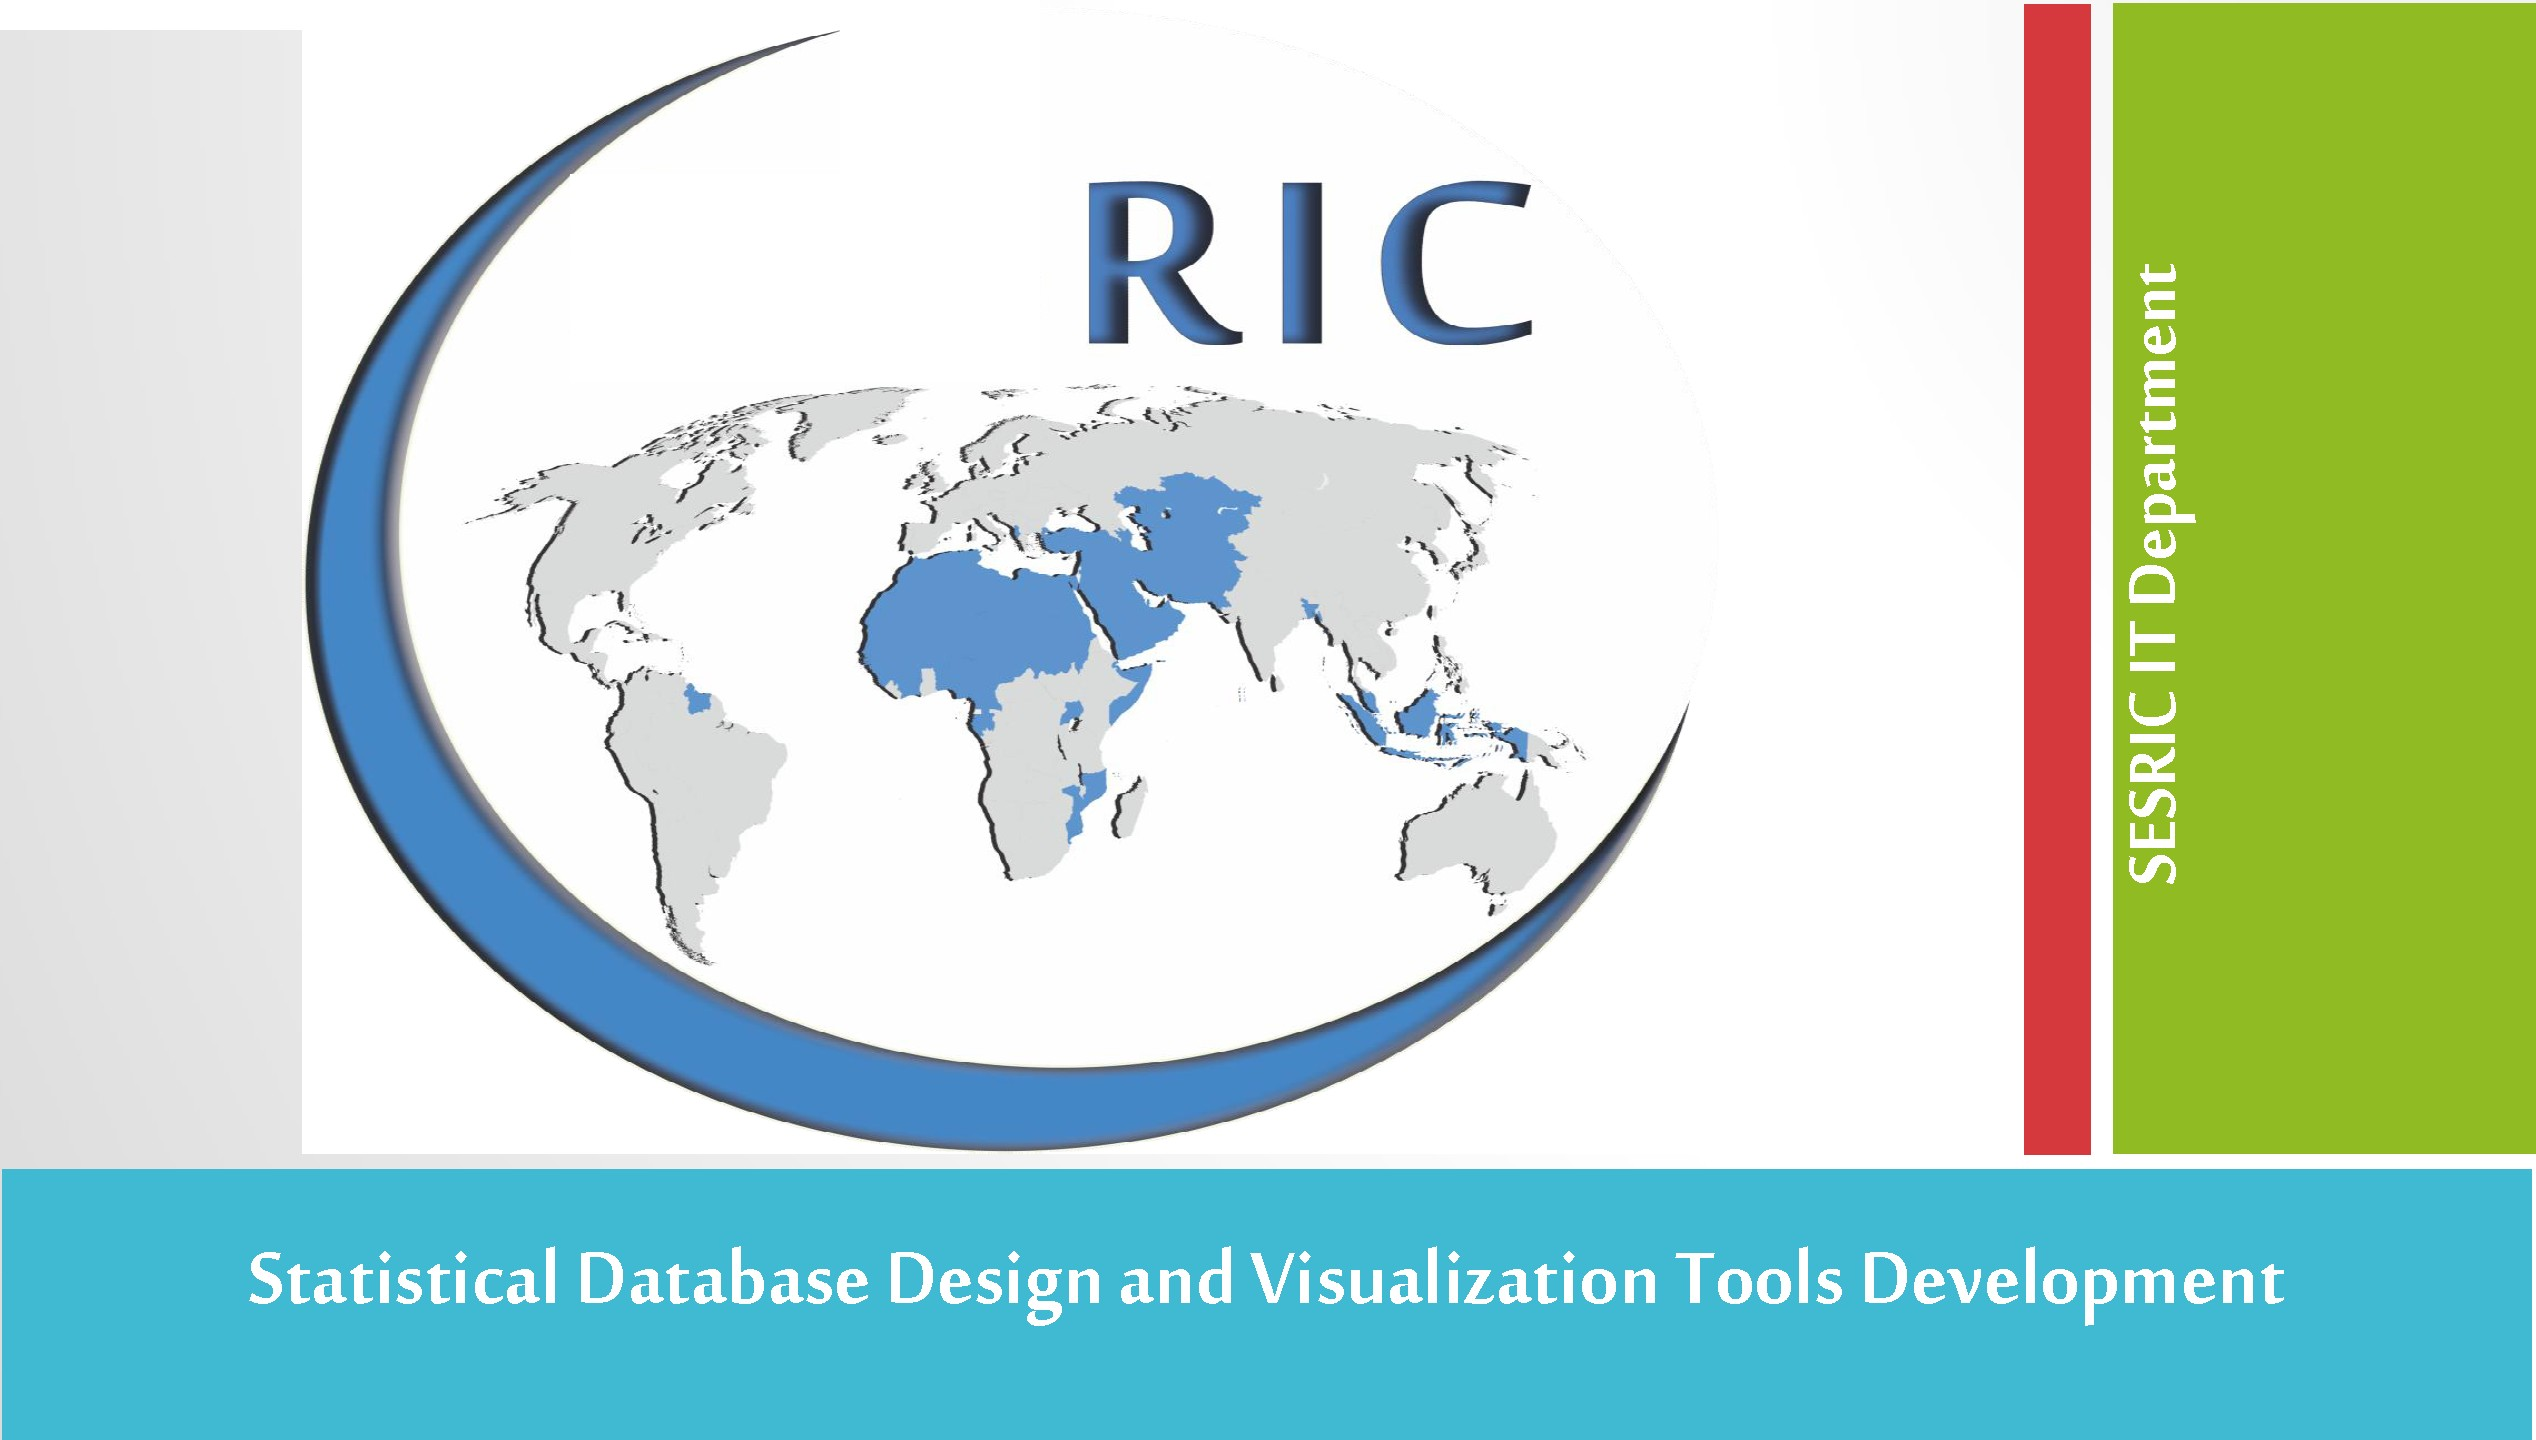 RIC
SESRIC IT Department
Statistical Database Design and Visualization Tools Development